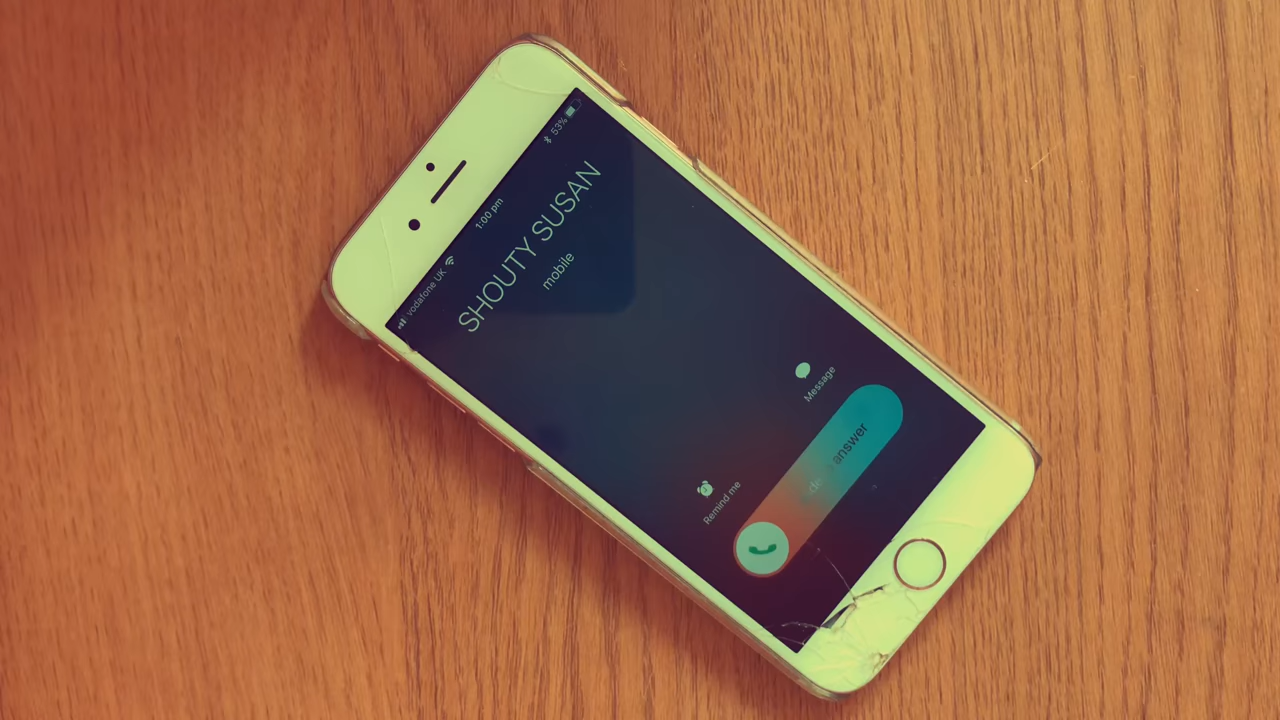 vodafone UK 1:00 pm 53%
SHOUTY SUSAN
mobile
Remind me Message
answer